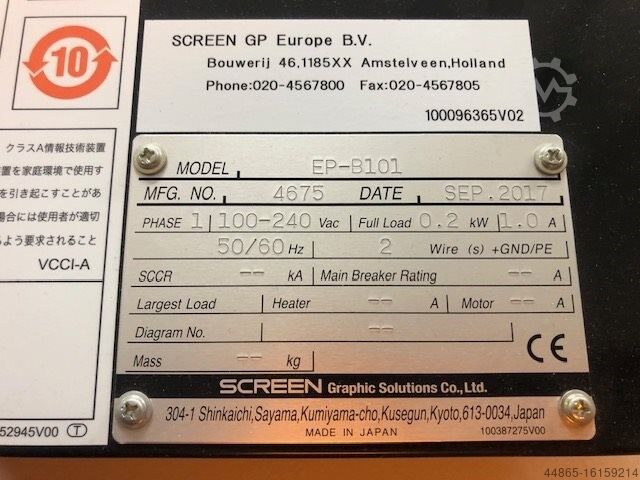 10
SCREEN GP Europe B.V.
Bouwerij 46,1185XX Amstelveen,Holland
Phone:020-4567800 Fax:020-4567805
100096365V02
クラスA情報技術装置
置を家庭環境で使用す
を引き起こすことがあ
場合には使用者が適切
るよう要求されること
VCCI-A
52945V00 T
MODEL EP-B101
MFG. NO. 4675 DATE SEP.2017
PHASE 1 100-240 Vac Full Load 0.2 kW 1.0 A
50/60 Hz 2 Wire (s) +GND/PE
SCCR -- kA Main Breaker Rating -- A
Largest Load Heater -- A Motor -- A
Diagram No. --
Mass -- kg
CE
SCREEN Graphic Solutions Co., Ltd.
304-1 Shinkaichi,Sayama,Kumiyama-cho,Kusegun,Kyoto,613-0034,Japan
MADE IN JAPAN 100387275V00
44865-16159214